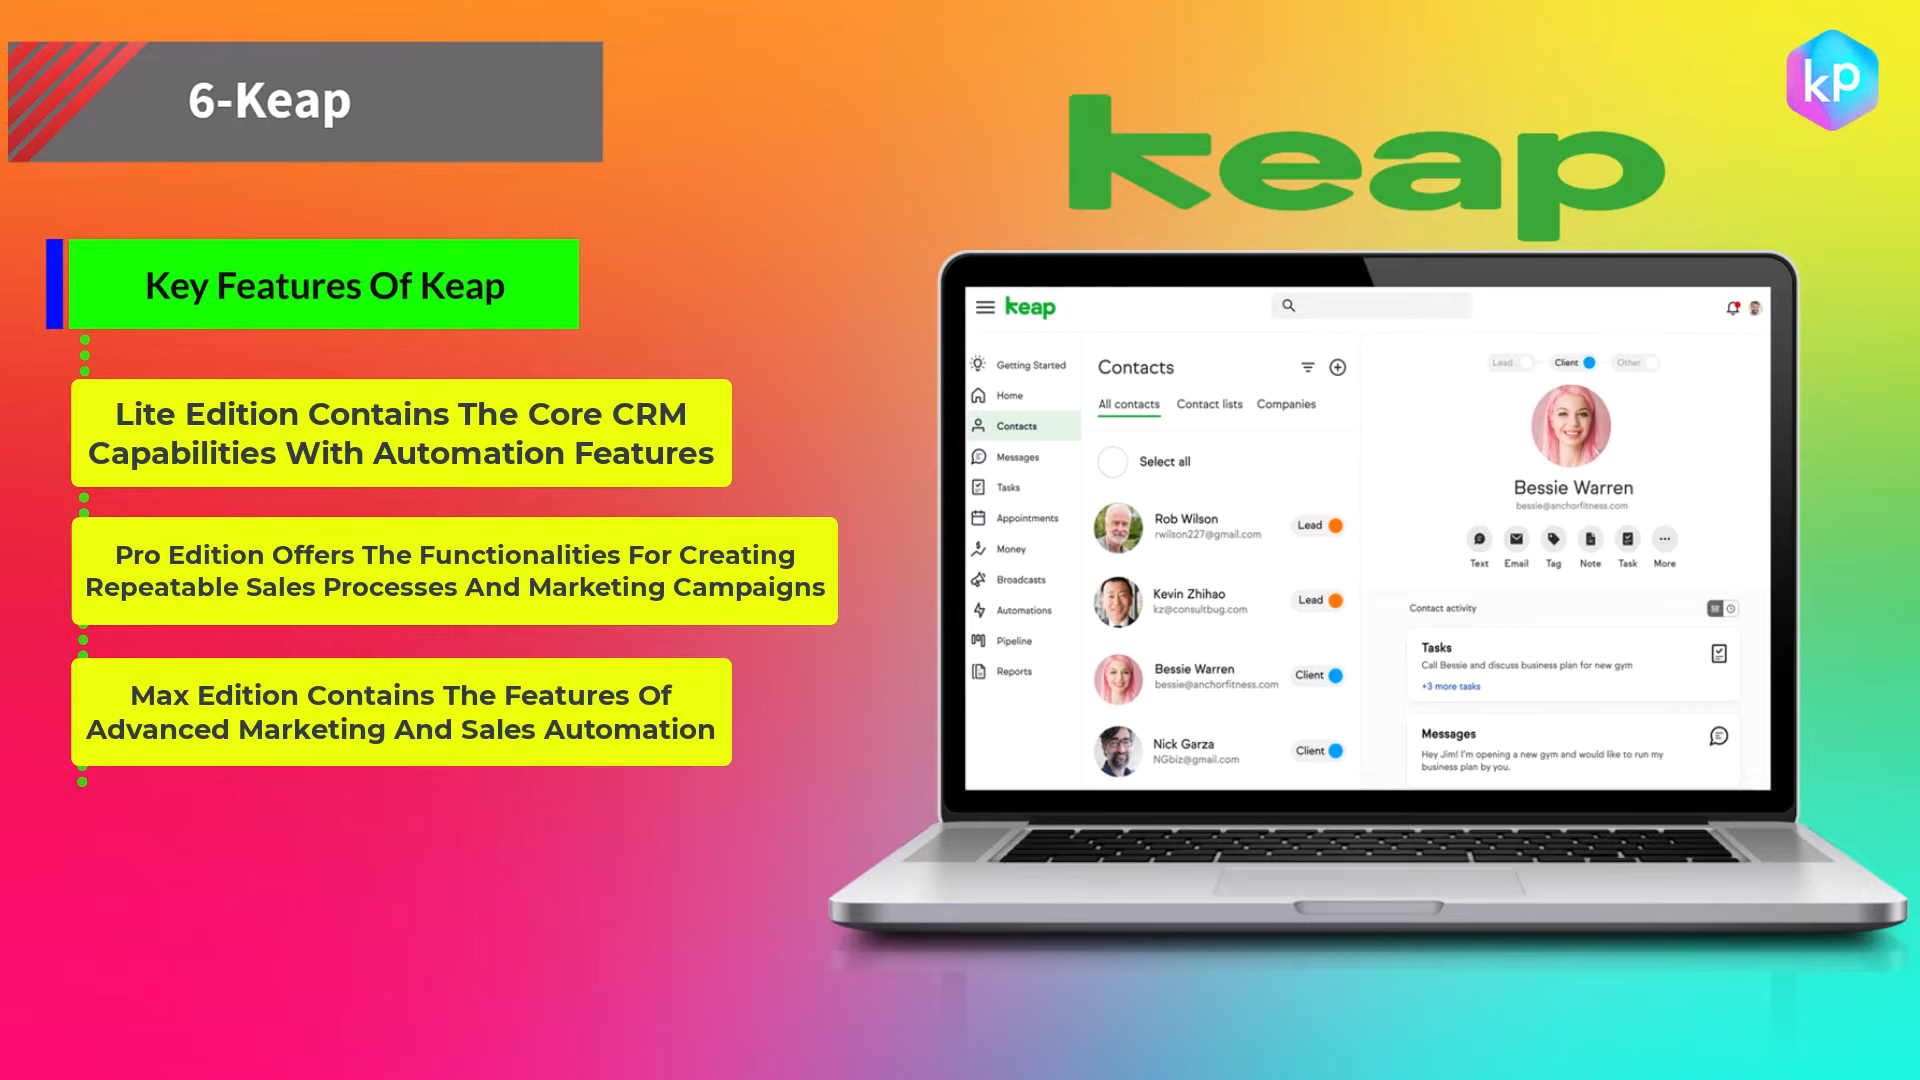 6-Keap
kp
keap
Key Features Of Keap
Lite Edition Contains The Core CRM
Capabilities With Automation Features
Pro Edition Offers The Functionalities For Creating
Repeatable Sales Processes And Marketing Campaigns
Max Edition Contains The Features Of
Advanced Marketing And Sales Automation
keap
Getting Started
Home
Contacts
Messages
Tasks
Appointments
Money
Broadcasts
Automations
Pipeline
Reports
Contacts
All contacts Contact lists Companies
Select all
Rob Wilson
rwilson227@gmail.com
Lead
Kevin Zhihao
kz@consultbug.com
Lead
Bessie Warren
bessie@anchorfitness.com
Client
Nick Garza
NGbiz@gmail.com
Client
Lead Client Other
Bessie Warren
bessie@anchorfitness.com
Text Email Tag Note Task More
Contact activity
Tasks
Call Bessie and discuss business plan for new gym
+3 more tasks
Messages
Hey Jim! I'm opening a new gym and would like to run my
business plan by you.